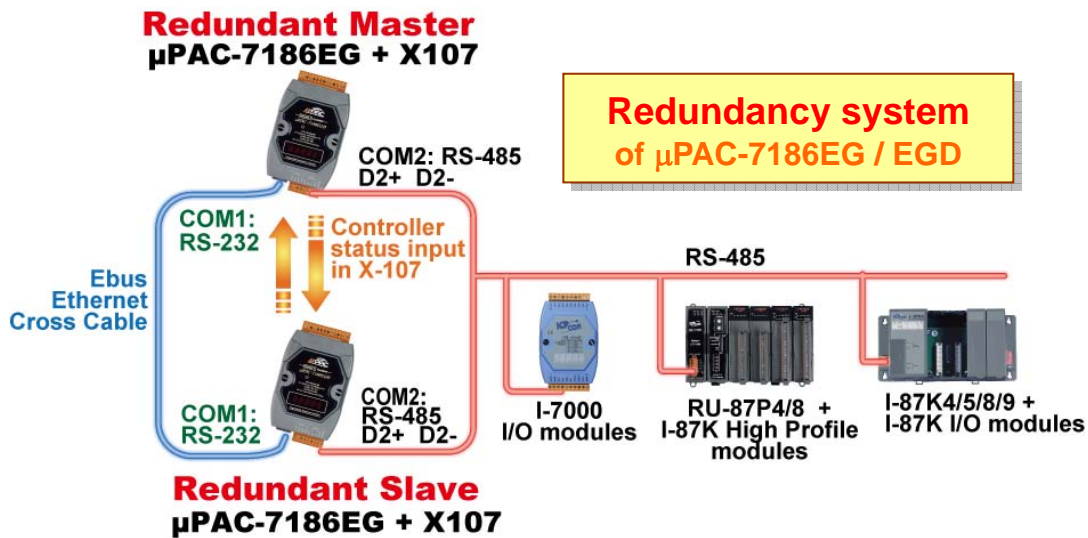 Redundant Master
µPAC-7186EG + X107
Redundancy system
of µPAC-7186EG / EGD
COM2: RS-485
D2+ D2-
COM1:
RS-232
Controller
status input
in X-107
Ebus
Ethernet
Cross Cable
RS-485
COM1:
RS-232
COM2:
RS-485
D2+ D2-
I-7000
I/O modules
RU-87P4/8 +
I-87K High Profile
modules
I-87K4/5/8/9 +
I-87K I/O modules
Redundant Slave
µPAC-7186EG + X107